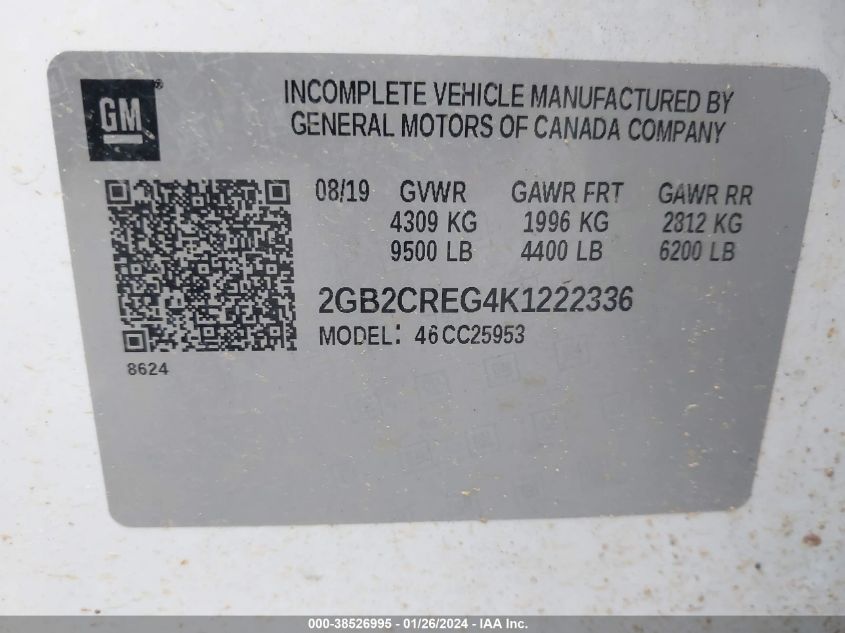 GM
INCOMPLETE VEHICLE MANUFACTURED BY
GENERAL MOTORS OF CANADA COMPANY
08/19 GVWR GAWR FRT GAWR RR
4309 KG 1996 KG 2812 KG
9500 LB 4400 LB 6200 LB
2GB2CREG4K1222336
MODEL: 46CC25953
8624
000-38526995 - 01/26/2024 - IAA Inc.